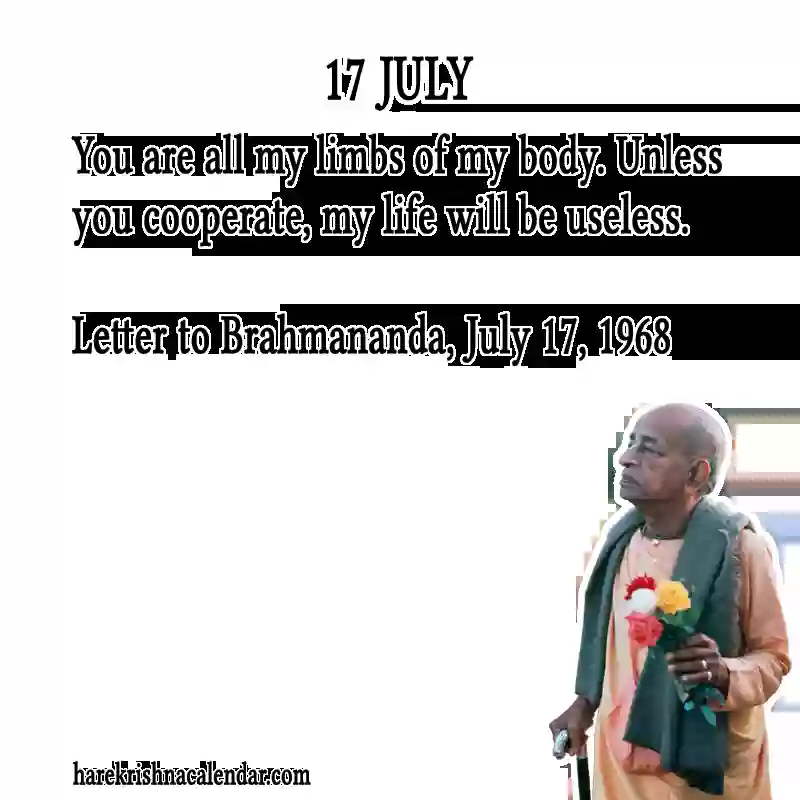 17 JULY
You are all my limbs of my body. Unless
you cooperate, my life will be useless.
Letter to Brahmananda, July 17, 1968
harekrishnacalendar.com